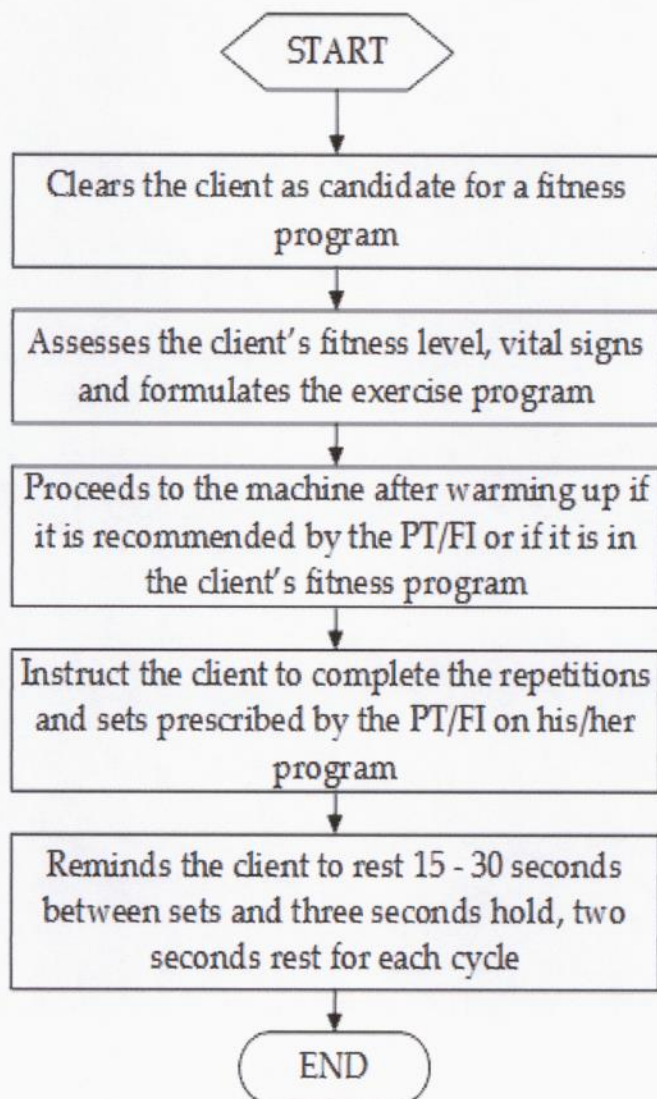 START
Clears the client as candidate for a fitness
program
Assesses the client's fitness level, vital signs
and formulates the exercise program
Proceeds to the machine after warming up if
it is recommended by the PT/FI or if it is in
the client's fitness program
Instruct the client to complete the repetitions
and sets prescribed by the PT/FI on his/her
program
Reminds the client to rest 15 - 30 seconds
between sets and three seconds hold, two
seconds rest for each cycle
END